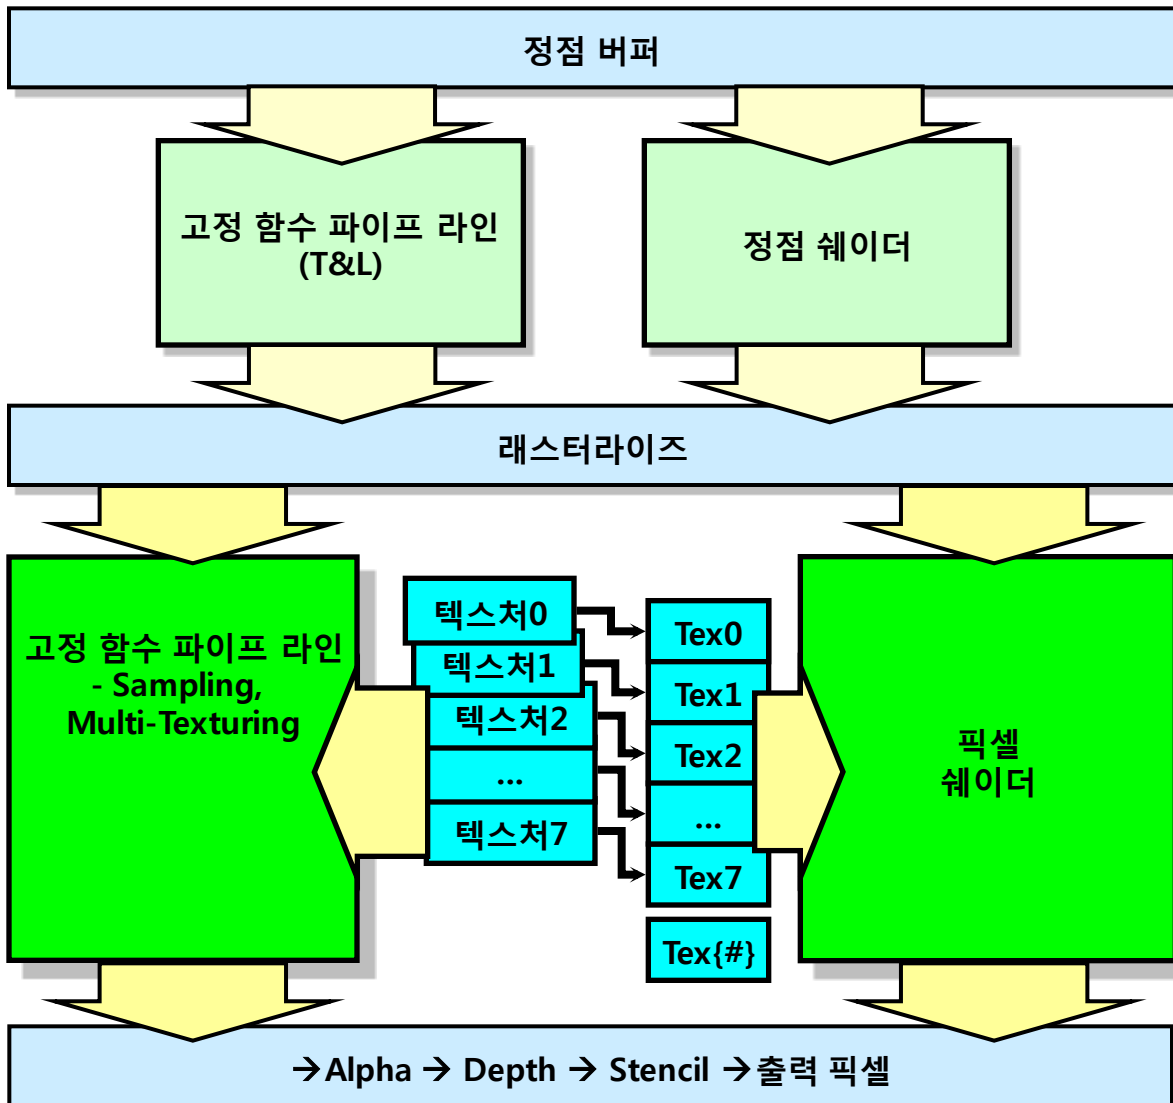 정점 버퍼
고정 함수 파이프 라인
(T&L)
정점 쉐이더
래스터라이즈
고정 함수 파이프 라인
- Sampling,
Multi-Texturing
텍스처0
텍스처1
텍스처2
...
텍스처7
Tex0
Tex1
Tex2
...
Tex7
Tex{#}
픽셀
쉐이더
→Alpha → Depth → Stencil →출력 픽셀